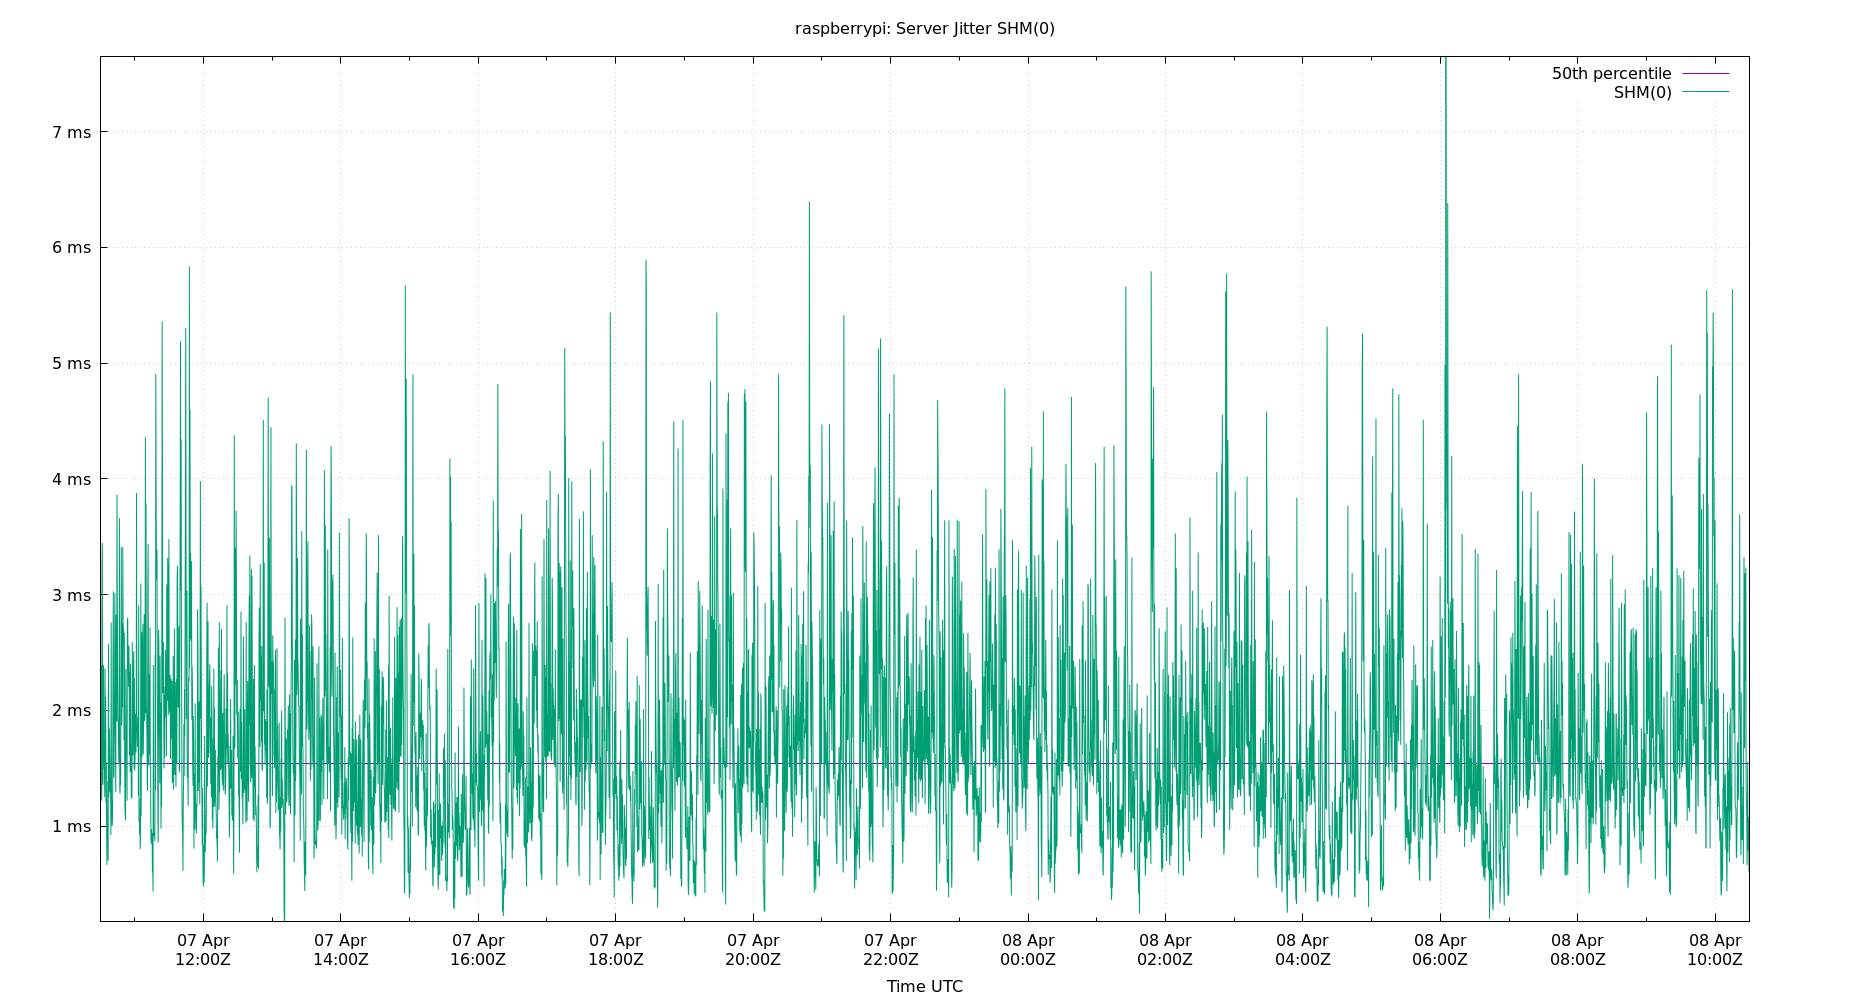 raspberrypi: Server Jitter SHM(0)
50th percentile
SHM(0)
7 ms
6 ms
5 ms
4 ms
3 ms
2 ms
1 ms
07 Apr 07 Apr 07 Apr 07 Apr 07 Apr 07 Apr 08 Apr 08 Apr 08 Apr 08 Apr 08 Apr 08 Apr
12:00Z 14:00Z 16:00Z 18:00Z 20:00Z 22:00Z 00:00Z 02:00Z 04:00Z 06:00Z 08:00Z 10:00Z
Time UTC